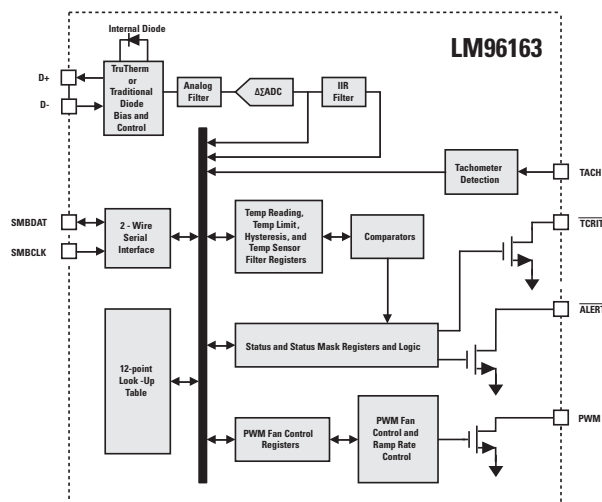 Internal Diode
LM96163
D+
D-
TruTherm
or
Traditional
Diode
Bias and
Control
Analog
Filter
ΔΣADC
IIR
Filter
Tachometer
Detection
TACH
SMBDAT
SMBCLK
2 - Wire
Serial
Interface
Temp Reading,
Temp Limit,
Hysteresis, and
Temp Sensor
Filter Registers
Comparators
TCRIT
Status and Status Mask Registers and Logic
ALERT
12-point
Look -Up
Table
PWM Fan Control
Registers
PWM Fan
Control and
Ramp Rate
Control
PWM